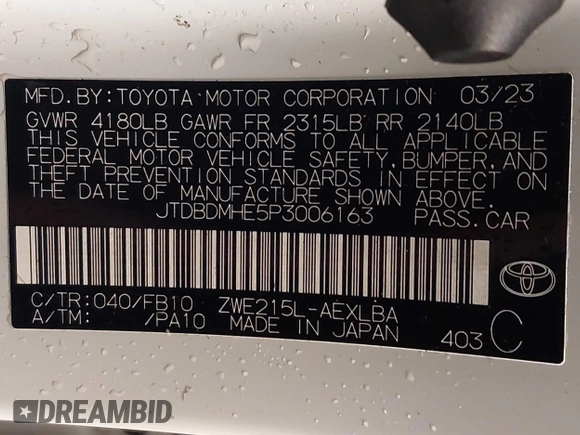 MFD.BY:TOYOTA MOTOR CORPORATION 03/23
GVWR 4180LB GAWR FR 2315LB RR 2140LB
THIS VEHICLE CONFORMS TO ALL APPLICABLE
FEDERAL MOTOR VEHICLE SAFETY,BUMPER,AND
THEFT PREVENTION STANDARDS IN EFFECT ON
THE DATE OF MANUFACTURE SHOWN ABOVE.
JTDBDMHE5P3006163 PASS.CAR
C/TR:040/FB10 ZWE215L-AEXLBA
A/TM: /PA10 MADE IN JAPAN 403 C
DREAMBID